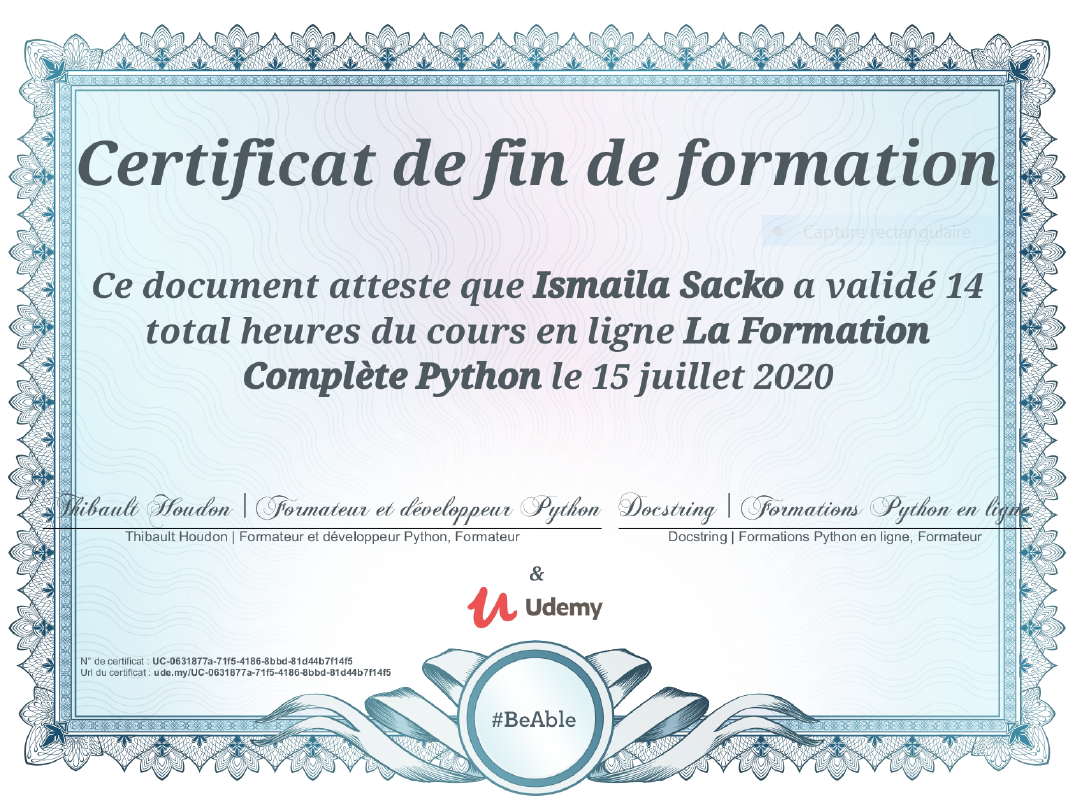 Certificat de fin de formation
Capture rectangulaire
Ce document atteste que Ismaila Sacko a validé 14
total heures du cours en ligne La Formation
Complète Python le 15 juillet 2020
Thibault Houdon | Formateur et développeur Python
Docstring | Formations Python en ligne
Thibault Houdon | Formateur et développeur Python, Formateur
Docstring | Formations Python en ligne, Formateur
&
Udemy
N° de certificat : UC-0631877a-71f5-4186-8bbd-81d44b7f14f5
Url du certificat : ude.my/UC-0631877a-71f5-4186-8bbd-81d44b7f14f5
#BeAble